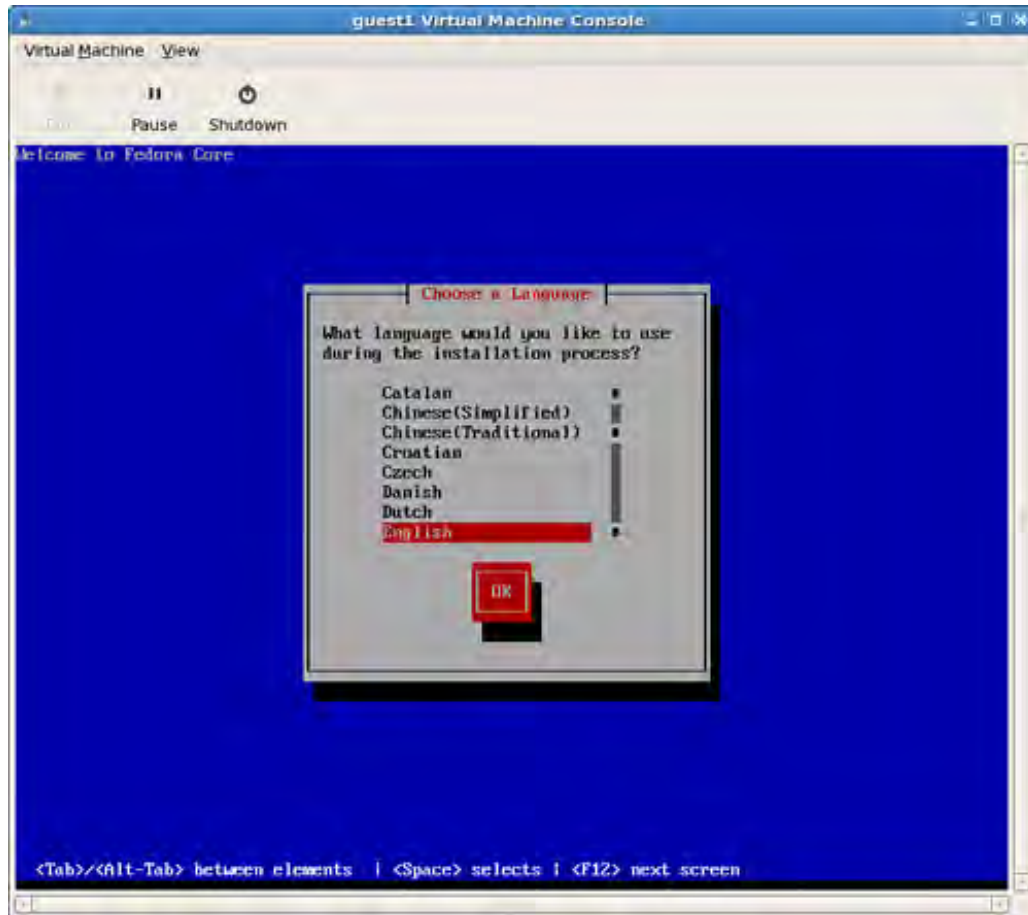 guest1 Virtual Machine Console
Virtual Machine View
Run Pause Shutdown
Welcome to Fedora Core
Choose a Language
What language would you like to use
during the installation process?
Catalan
Chinese(Simplified)
Chinese(Traditional)
Croatian
Czech
Danish
Dutch
English
OK
<Tab>/<Alt-Tab> between elements | <Space> selects | <F12> next screen